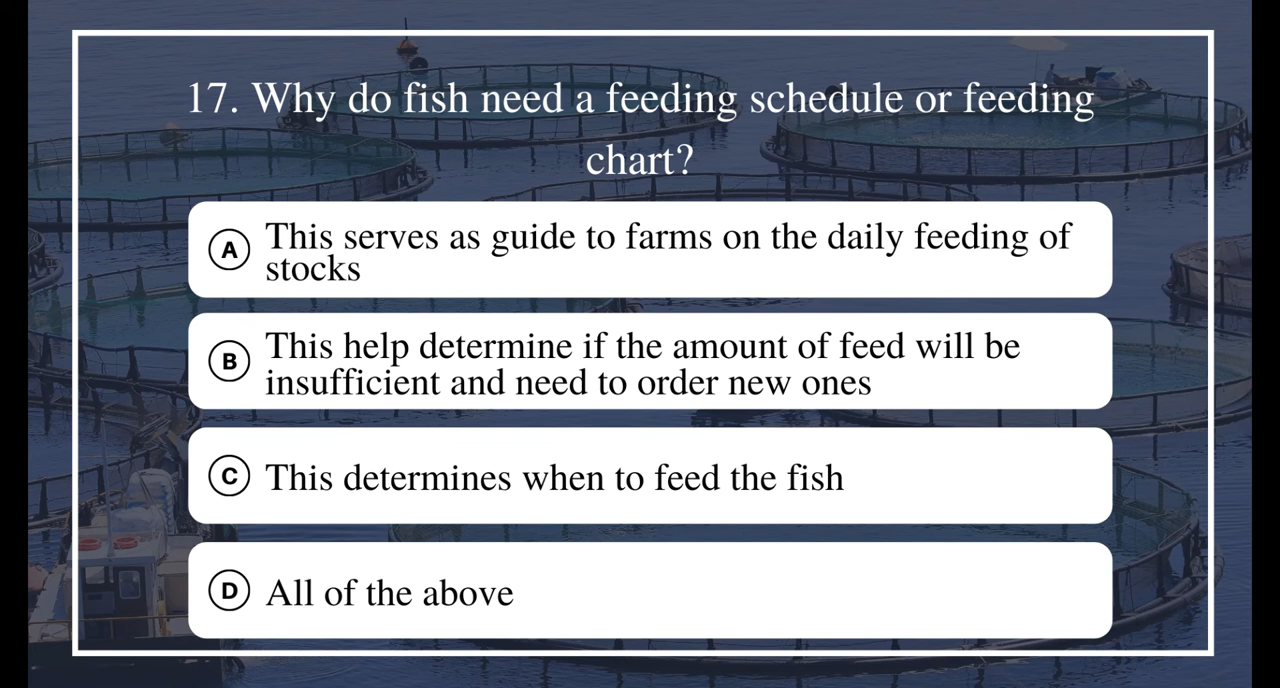 17. Why do fish need a feeding schedule or feeding
chart?
A This serves as guide to farms on the daily feeding of
stocks
B This help determine if the amount of feed will be
insufficient and need to order new ones
C This determines when to feed the fish
D All of the above